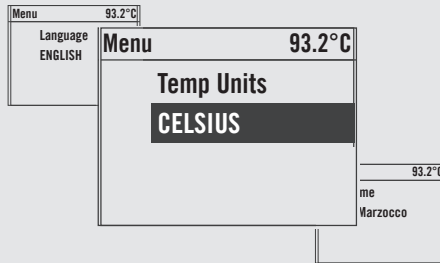 Menu 93.2°C
Language
ENGLISH
Menu 93.2°C
Temp Units
CELSIUS
93.2°C
me
Marzocco